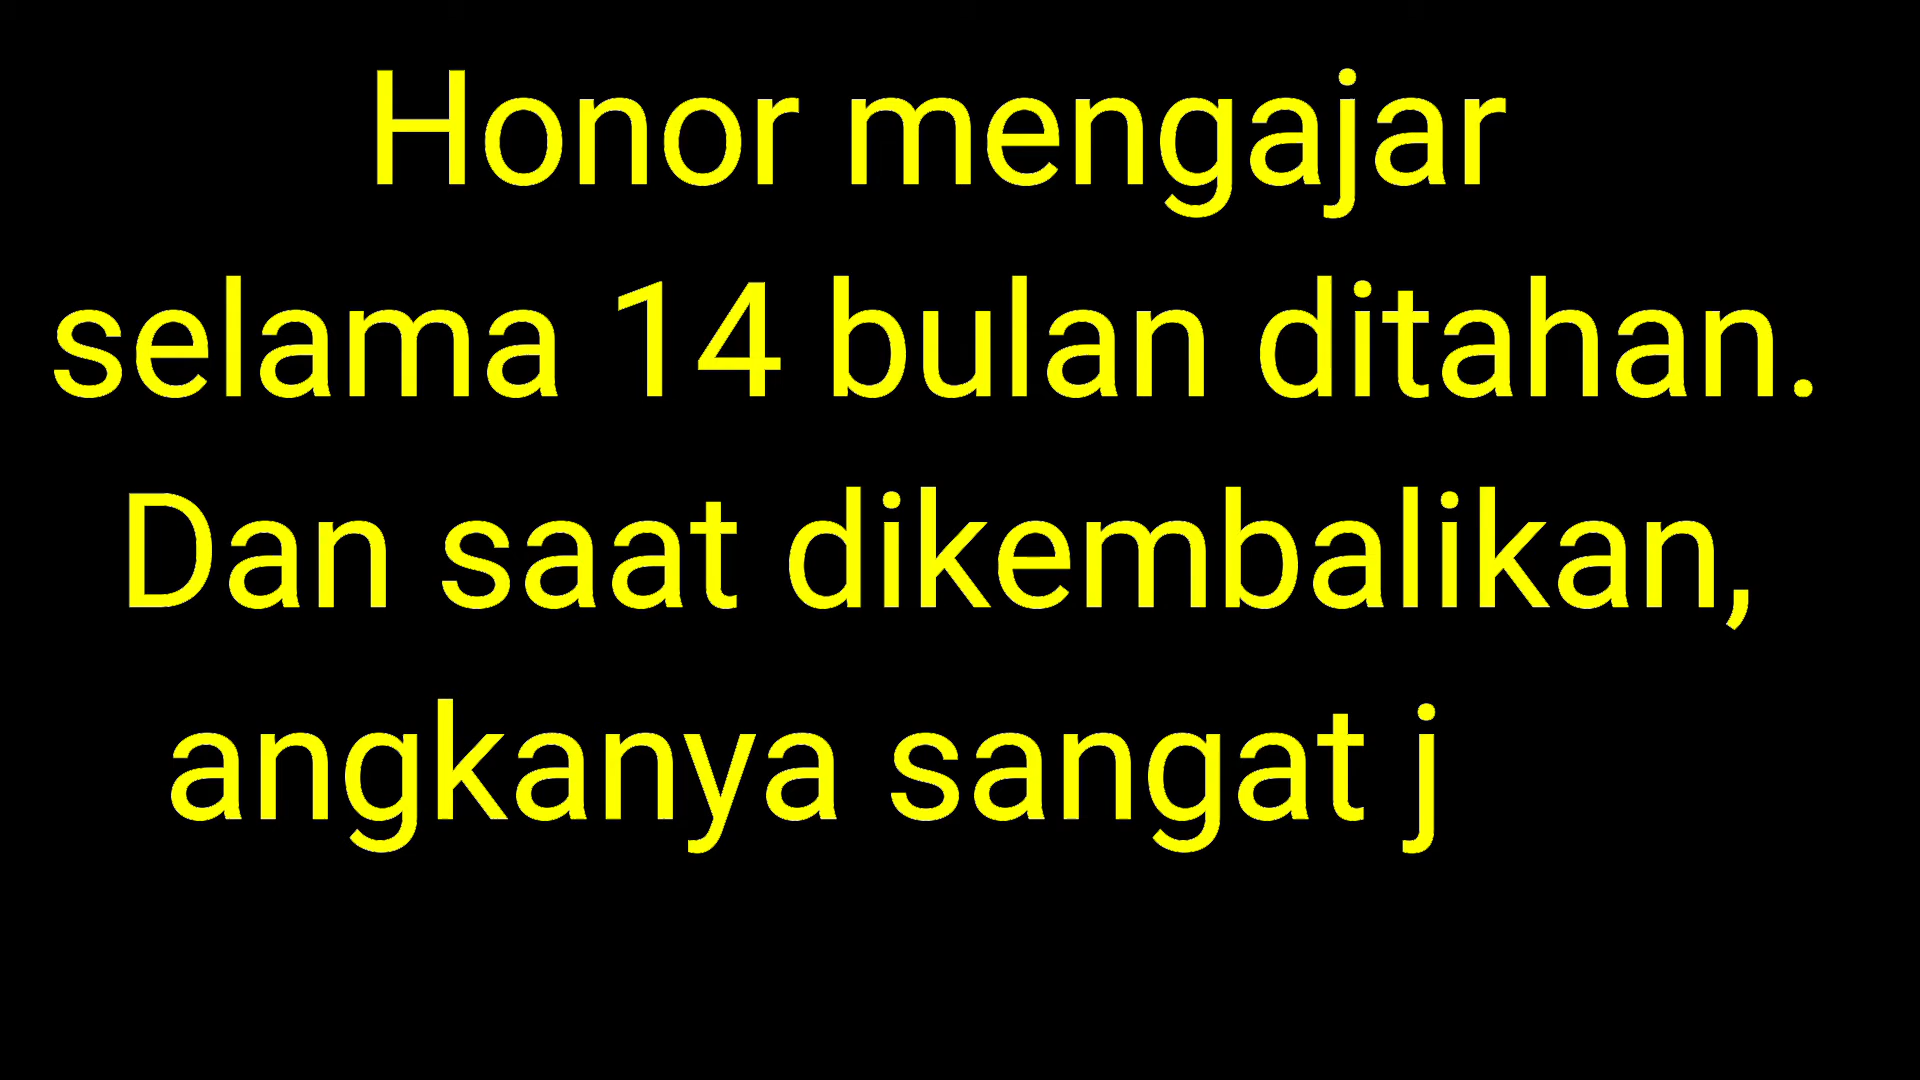 Honor mengajar
selama 14 bulan ditahan.
Dan saat dikembalikan,
angkanya sangat j